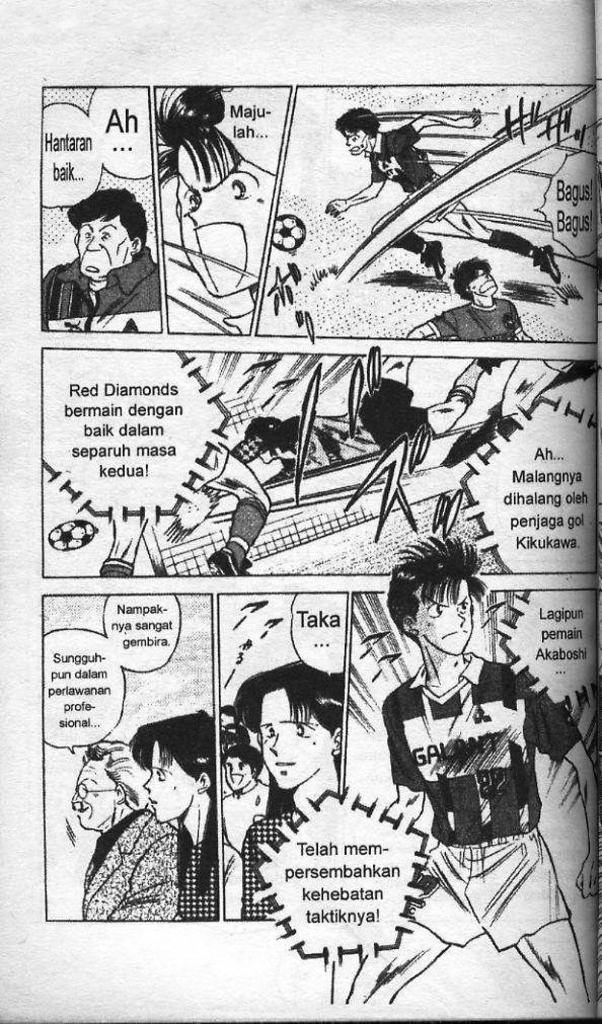 Ah
...
Hantaran
baik...
Maju-
lah...
Bagus!
Bagus!
Red Diamonds
bermain dengan
baik dalam
separuh masa
kedua!
Ah...
Malangnya
dihalang oleh
penjaga gol
Kikukawa.
Nampak-
nya sangat
gembira.
Sungguh-
pun dalam
perlawanan
profe-
sional...
Taka
...
Lagipun
pemain
Akaboshi
...
GALANT
Telah mem-
persembahkan
kehebatan
taktiknya!